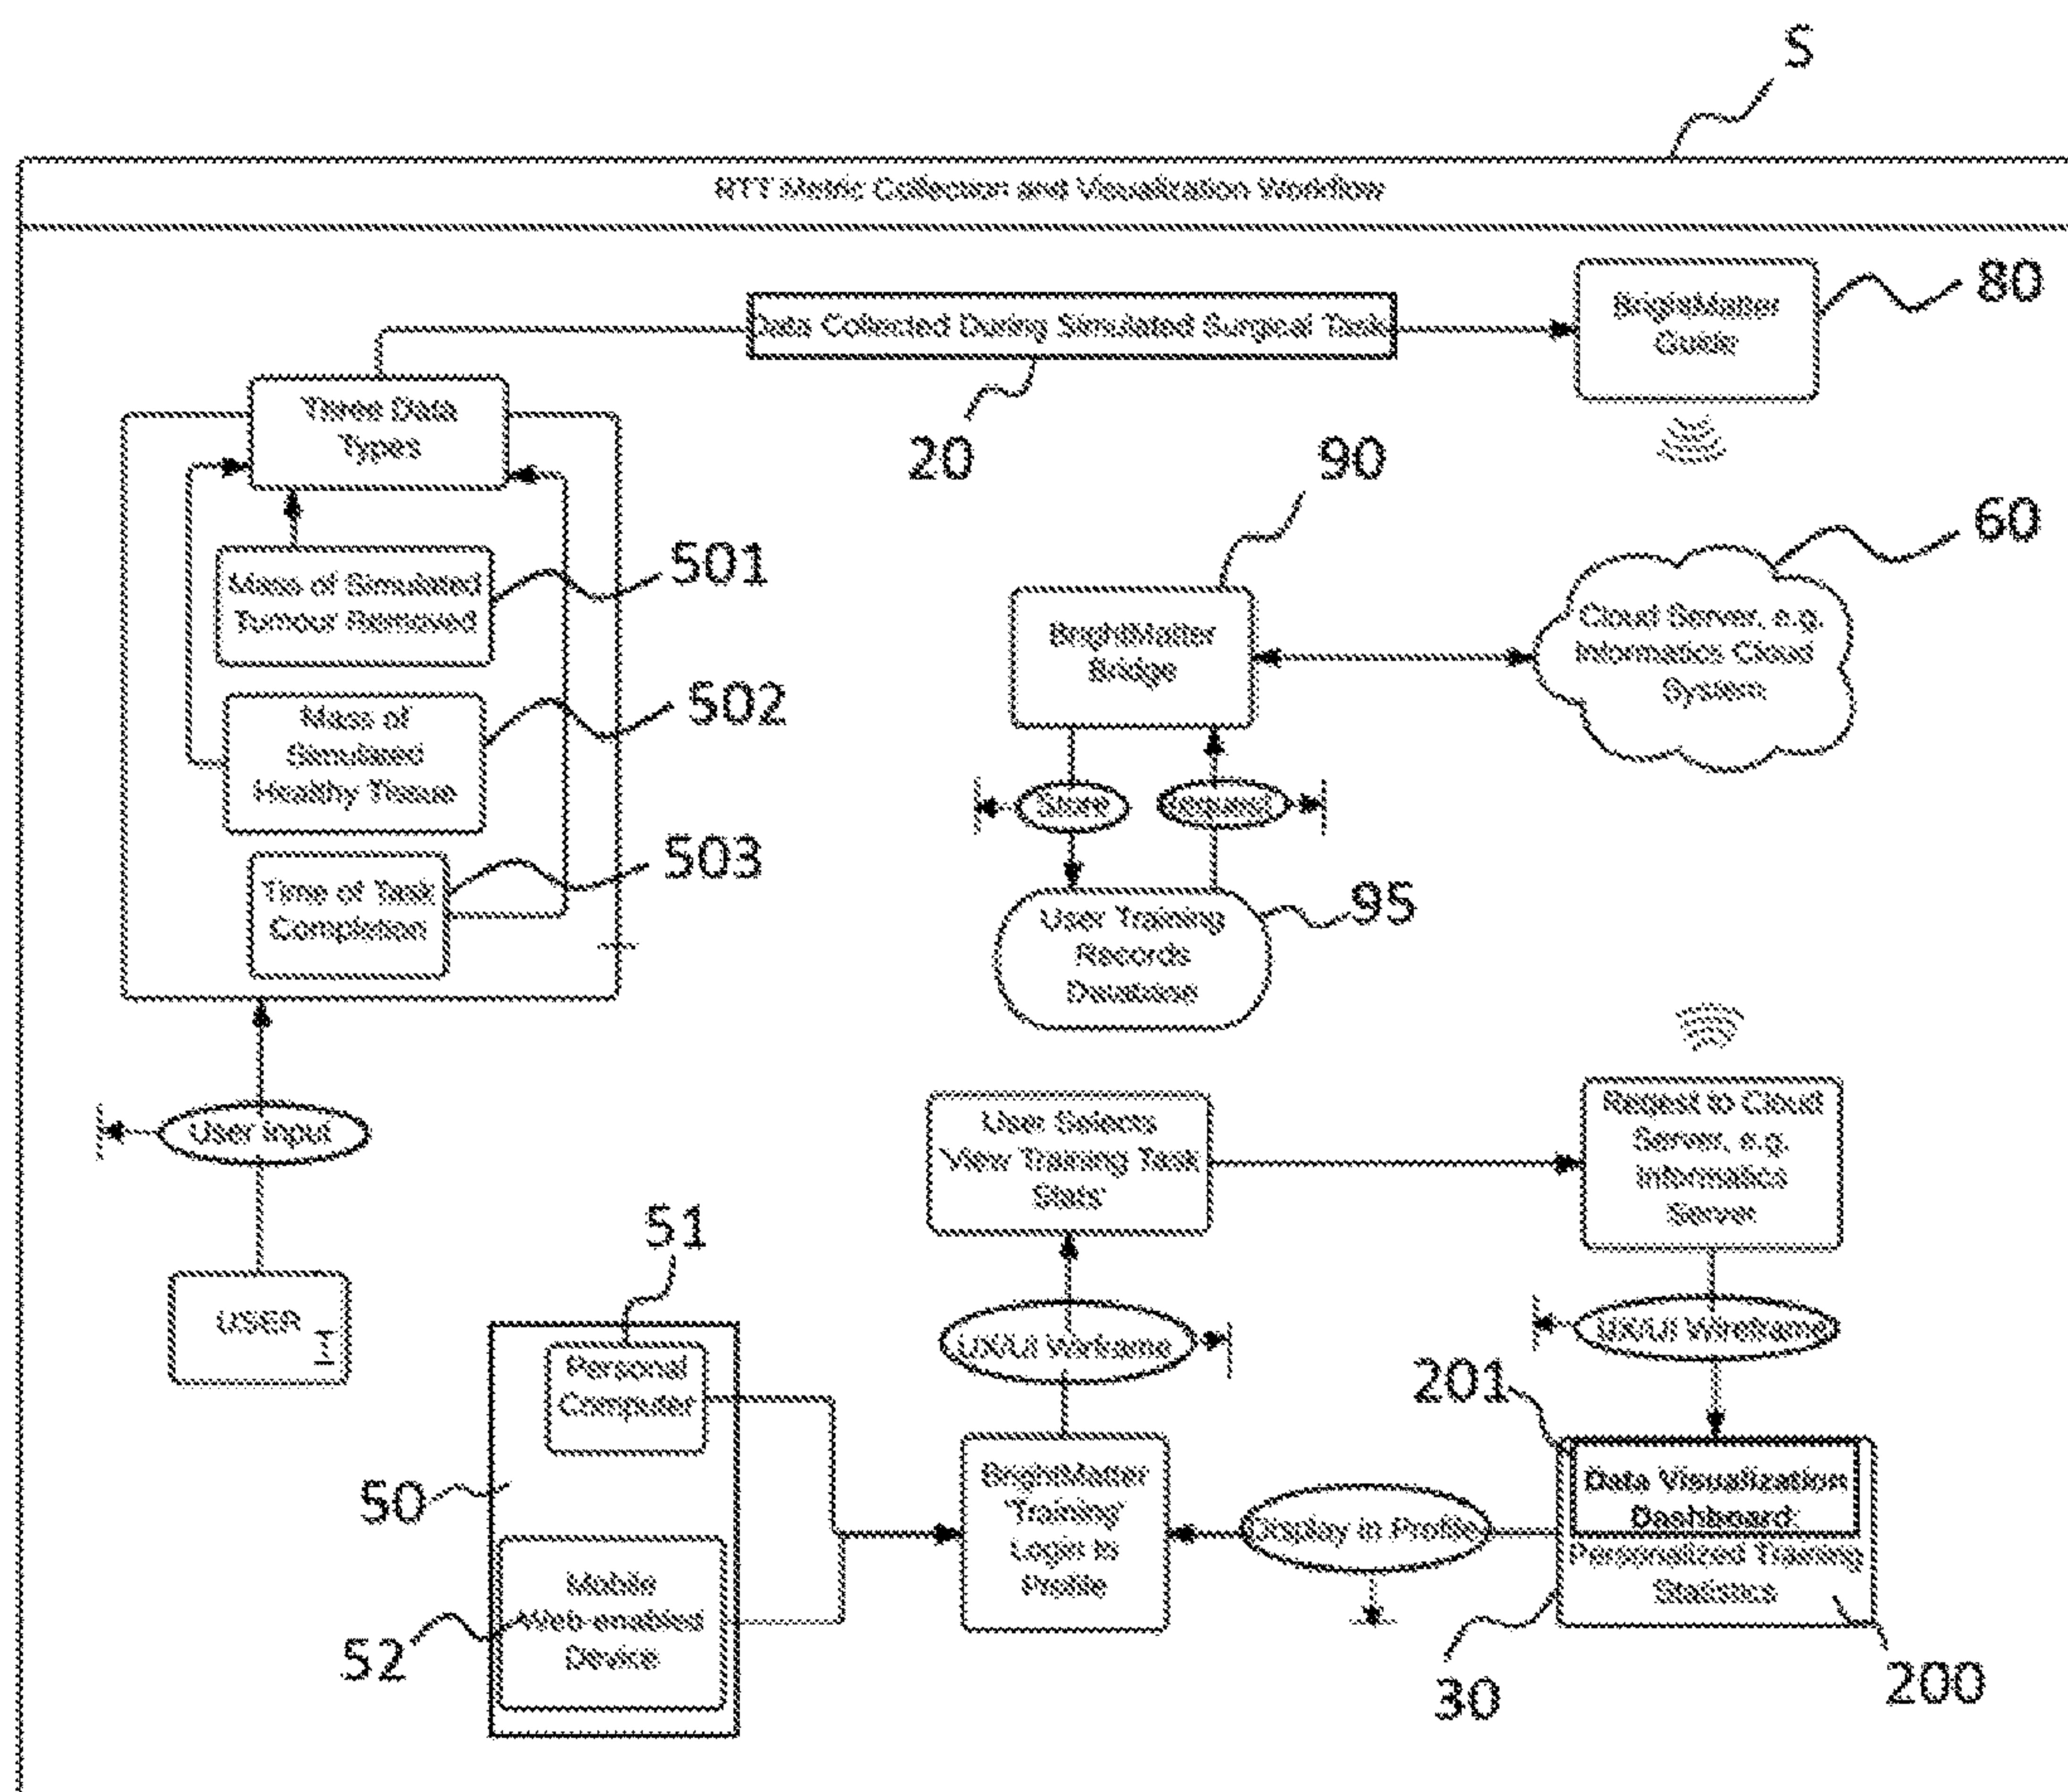 S
RTT Metric Collection and Visualization Workflow
Data Collected During Simulated Surgical Task
20
BrightMatter
Guide
80
Three Data
Types
Mass of Simulated
Tumour Removed
501
Mass of
Simulated
Healthy Tissue
502
Time of Task
Completion
503
90
BrightMatter
Bridge
60
Cloud Server, e.g.
Informatics Cloud
System
Store
Request
User Training
Records
Database
95
User Input
USER
1
User Selects
'View Training Task
Stats'
Reqest to Cloud
Server, e.g.
Informatics
Server
51
Personal
Computer
50
Mobile
Web-enabled
Device
52
UX/UI Wirframe
UX/UI Wireframe
BrightMatter
'Training'
Login to
Profile
Display in Profile
201
Data Visualization
Dashboard:
Personalized Training
Statistics
30
200